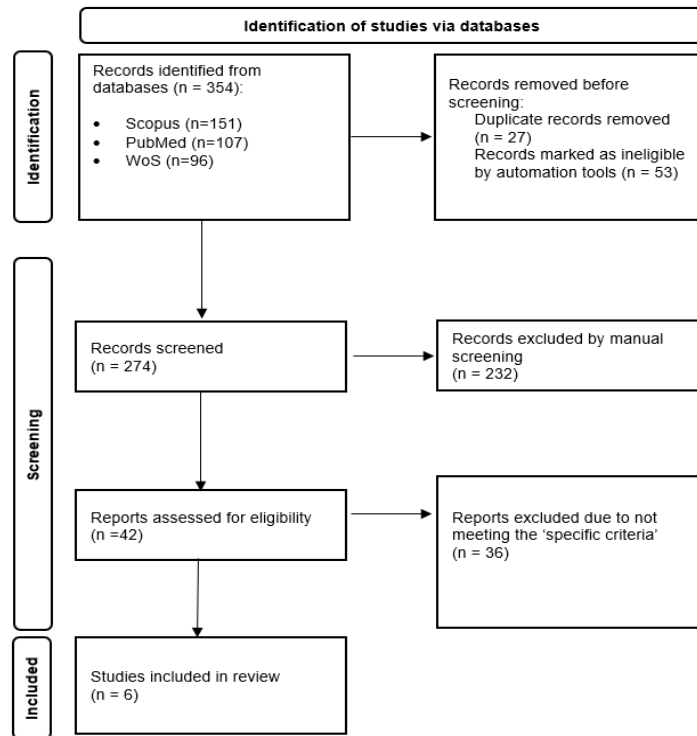 Identification of studies via databases
Identification
Records identified from
databases (n = 354):
• Scopus (n=151)
• PubMed (n=107)
• WoS (n=96)
Records removed before
screening:
Duplicate records removed
(n = 27)
Records marked as ineligible
by automation tools (n = 53)
Screening
Records screened
(n = 274)
Records excluded by manual
screening
(n = 232)
Reports assessed for eligibility
(n =42)
Reports excluded due to not
meeting the ‘specific criteria’
(n = 36)
Included
Studies included in review
(n = 6)